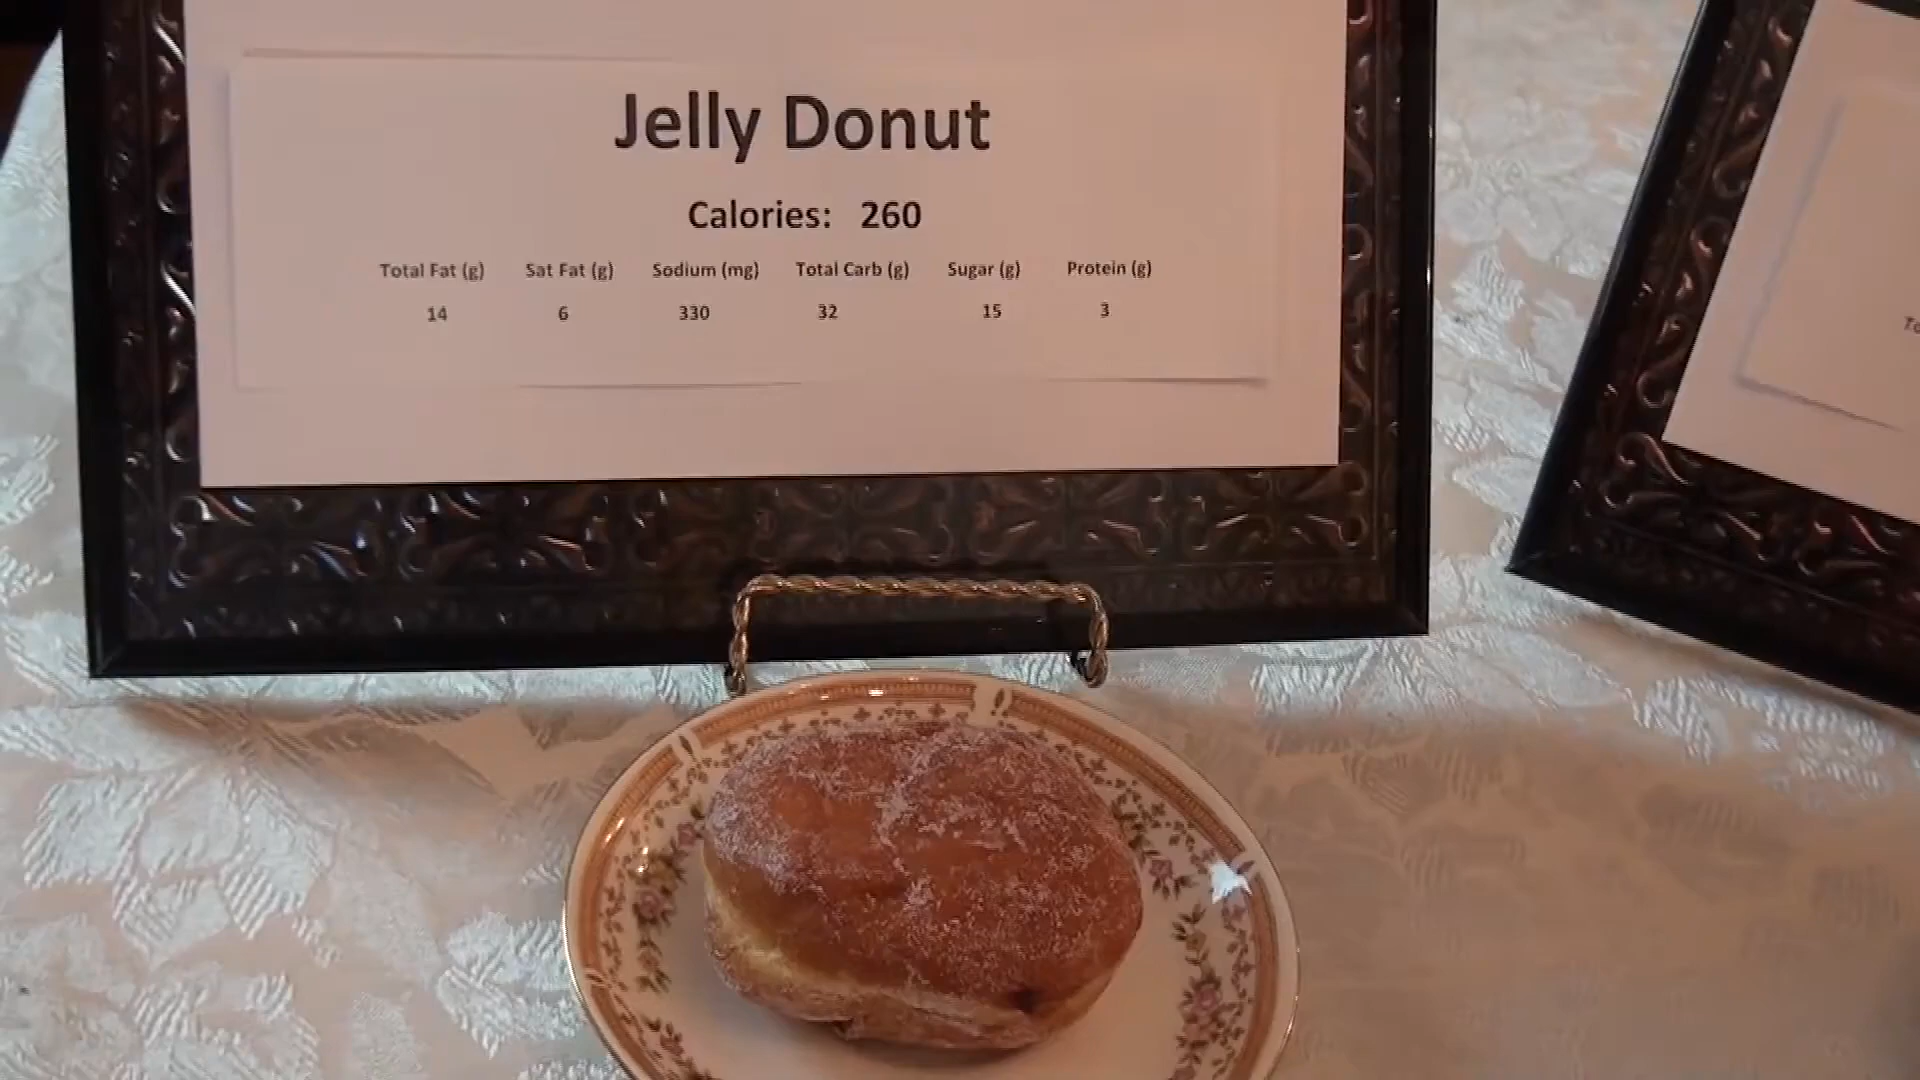 Jelly Donut
Calories: 260
Total Fat (g) Sat Fat (g) Sodium (mg) Total Carb (g) Sugar (g) Protein (g)
14 6 330 32 15 3